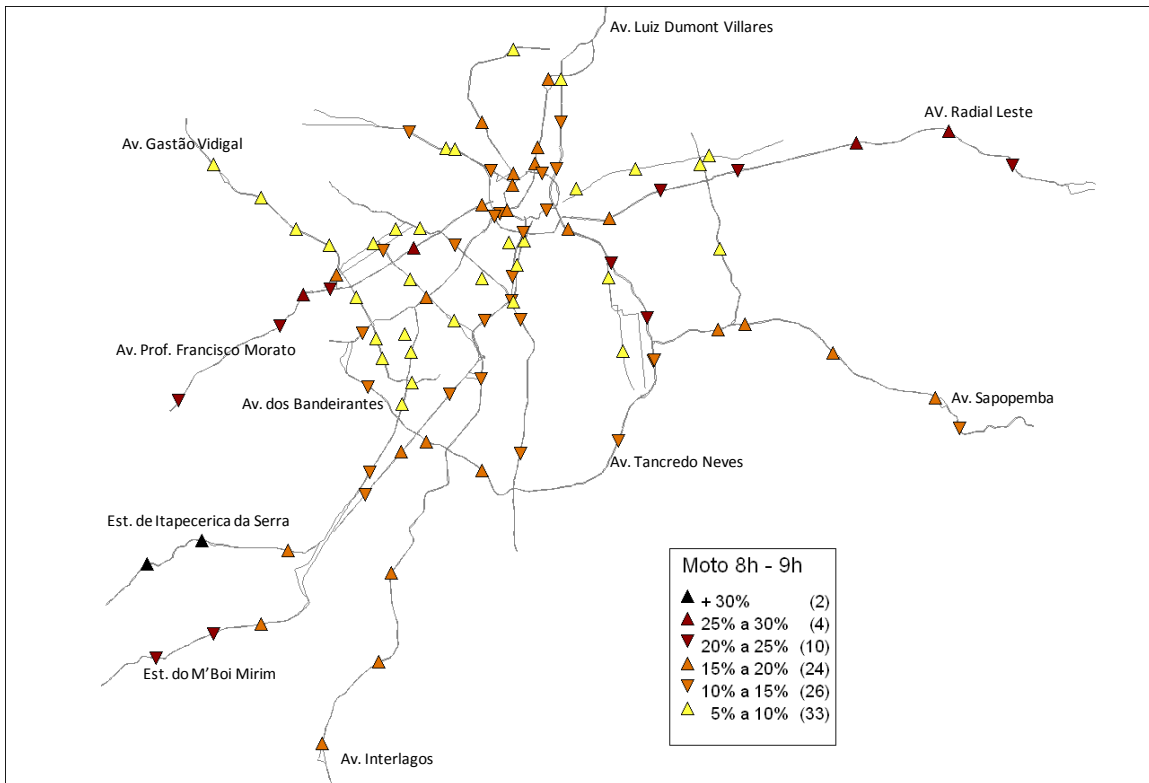 Av. Luiz Dumont Villares
AV. Radial Leste
Av. Gastão Vidigal
Av. Prof. Francisco Morato
Av. dos Bandeirantes
Av. Sapopemba
Av. Tancredo Neves
Est. de Itapecerica da Serra
Est. do M'Boi Mirim
Av. Interlagos
Moto 8h - 9h
+ 30% (2)
25% a 30% (4)
20% a 25% (10)
15% a 20% (24)
10% a 15% (26)
5% a 10% (33)